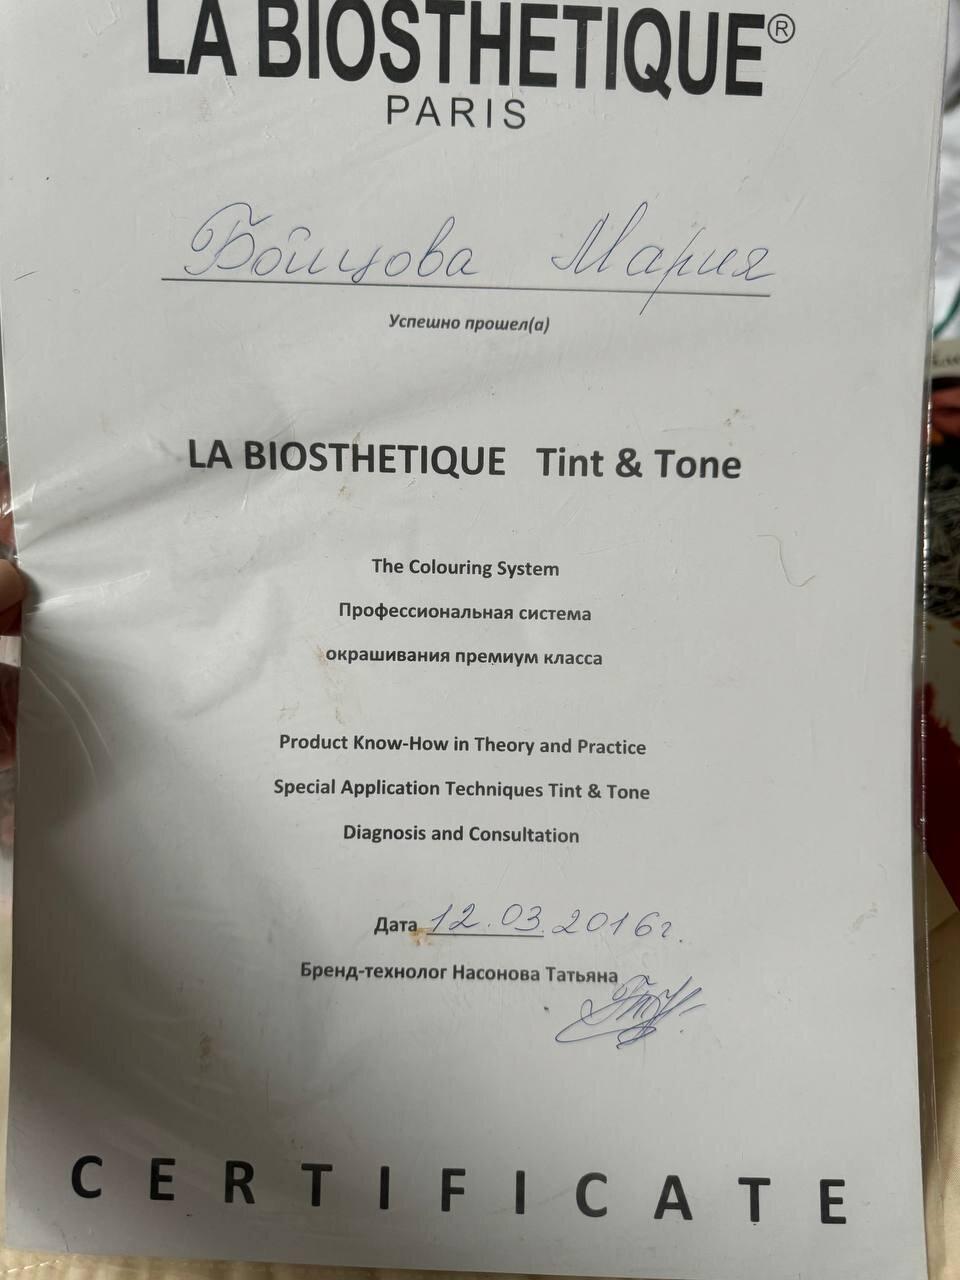 LA BIOSTHETIQUE®
PARIS
Бойцова Мария
Успешно прошел(а)
LA BIOSTHETIQUE Tint & Tone
The Colouring System
Профессиональная система
окрашивания премиум класса
Product Know-How in Theory and Practice
Special Application Techniques Tint & Tone
Diagnosis and Consultation
Дата 12.03.2016г.
Бренд-технолог Насонова Татьяна
CERTIFICATE